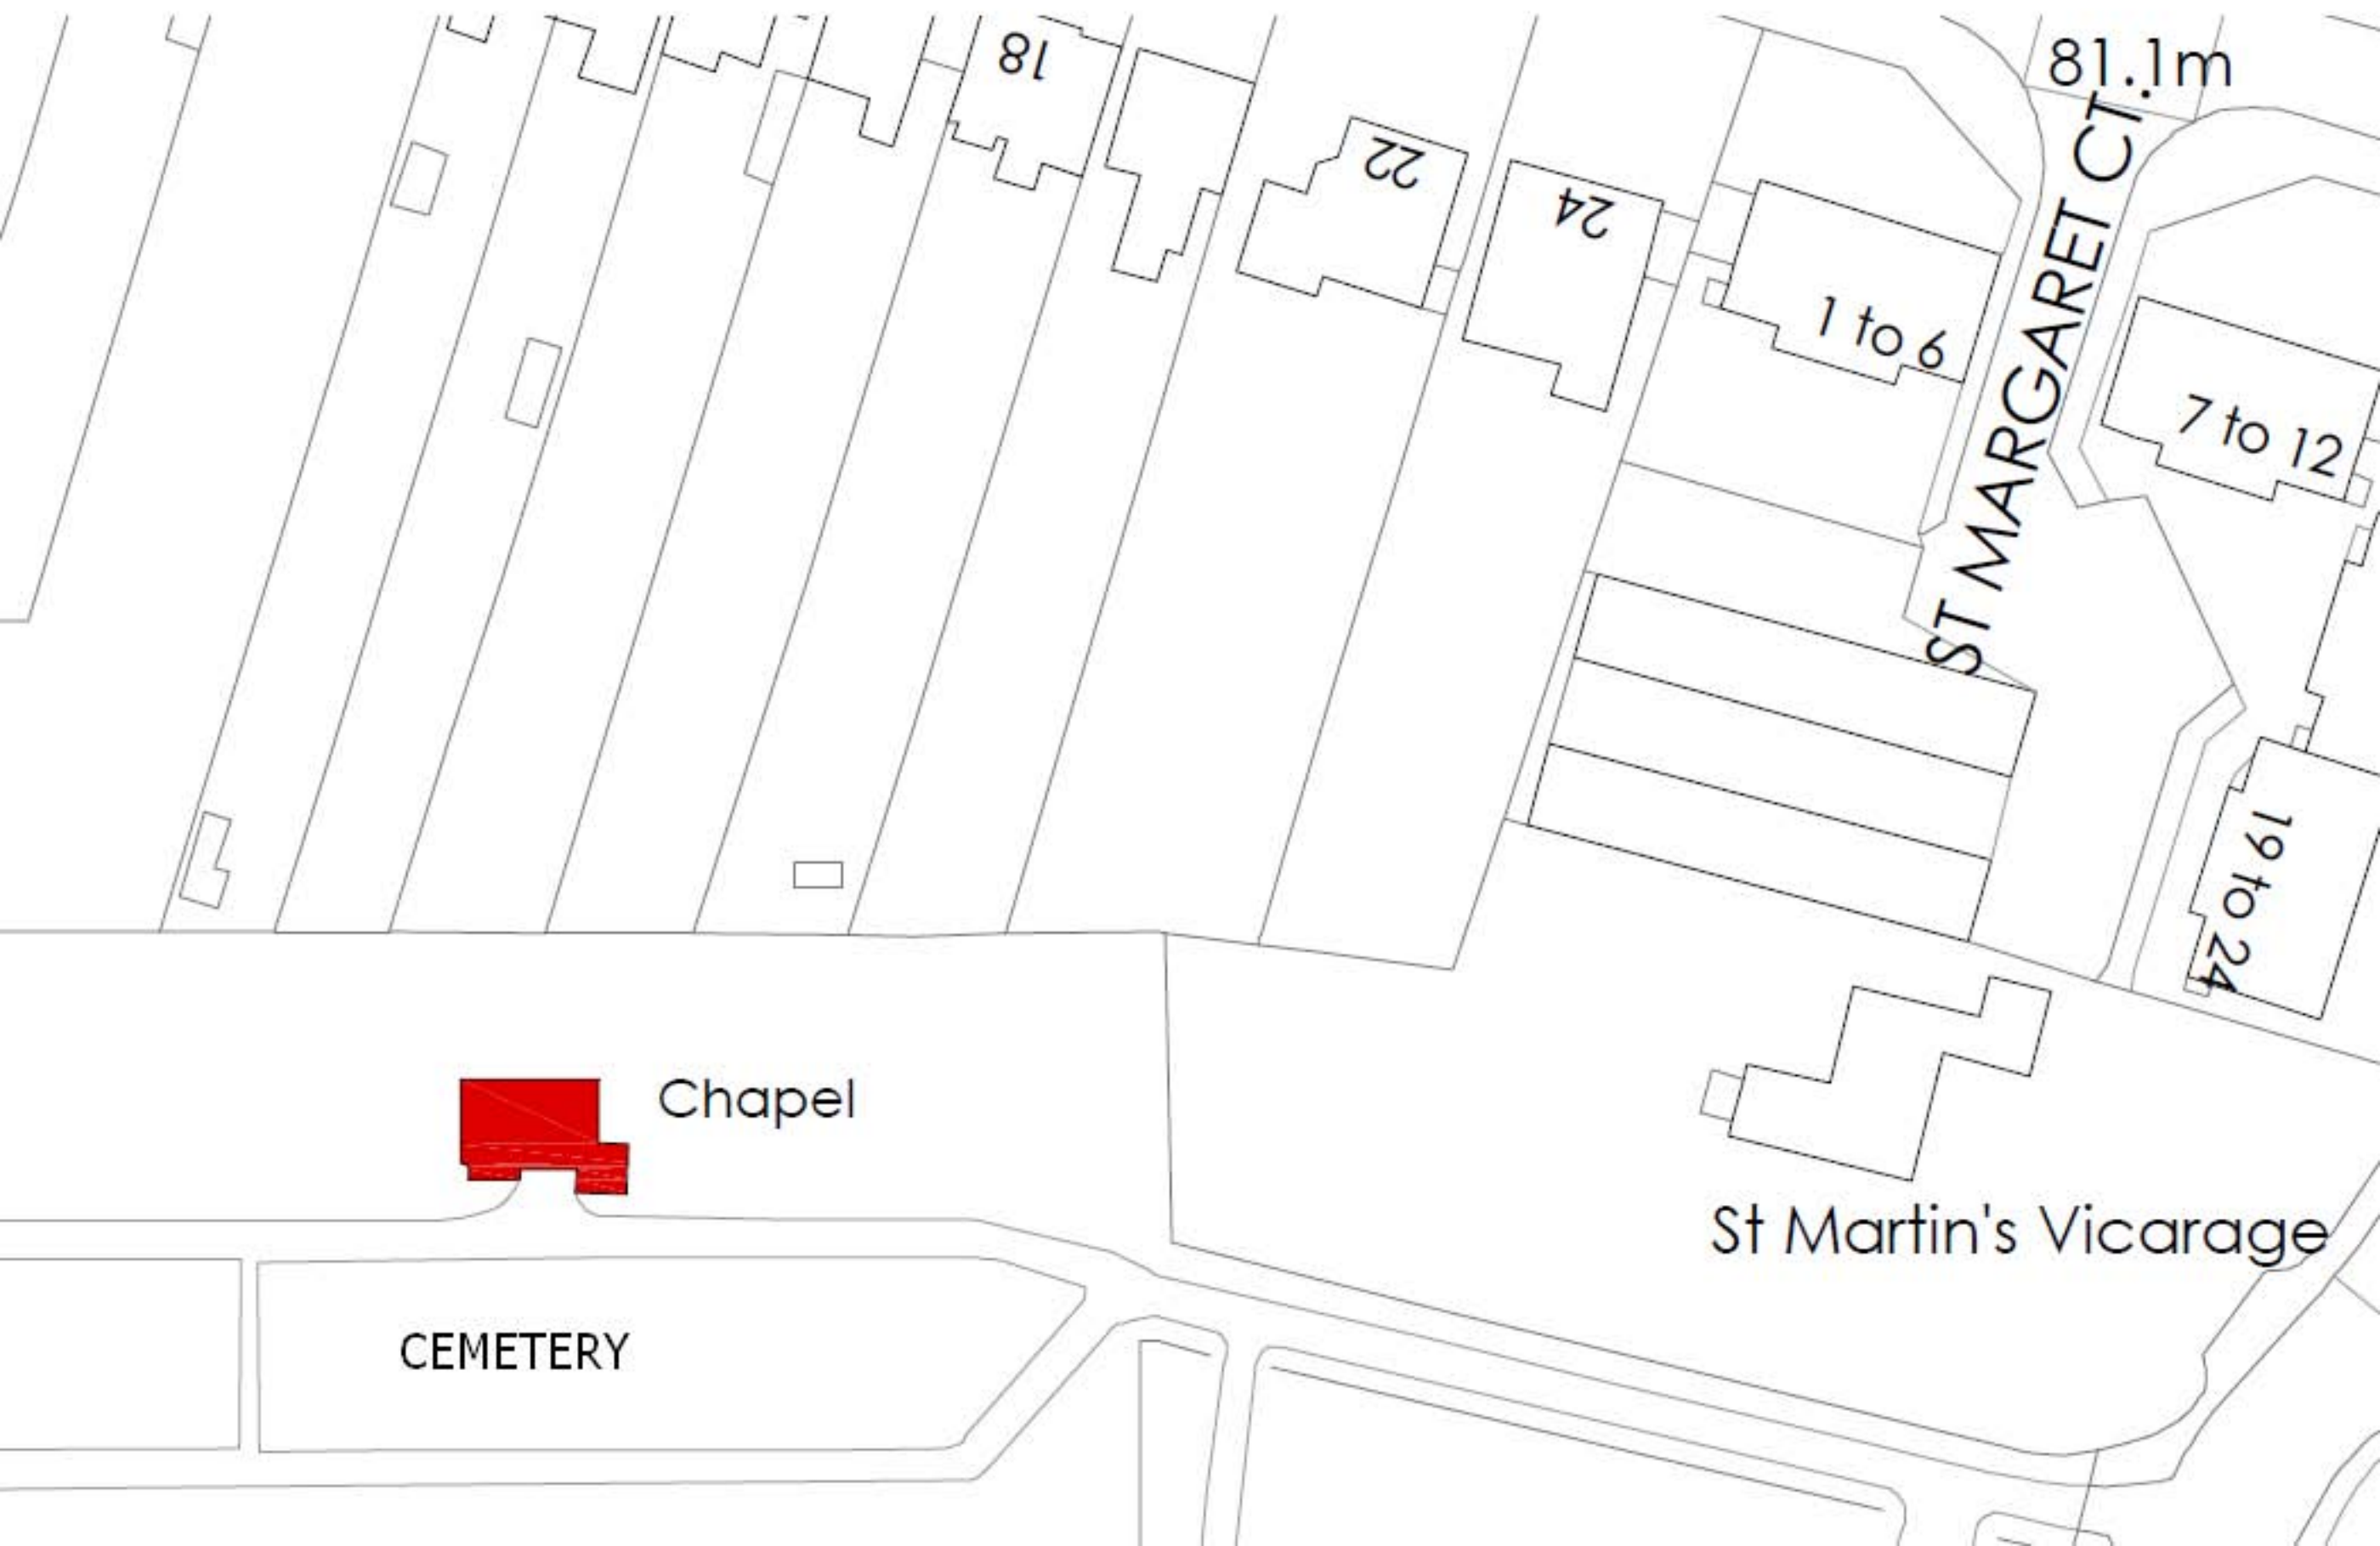 81.1m
18
22
24
ST MARGARET CT.
1 to 6
7 to 12
19 to 24
Chapel
St Martin's Vicarage
CEMETERY